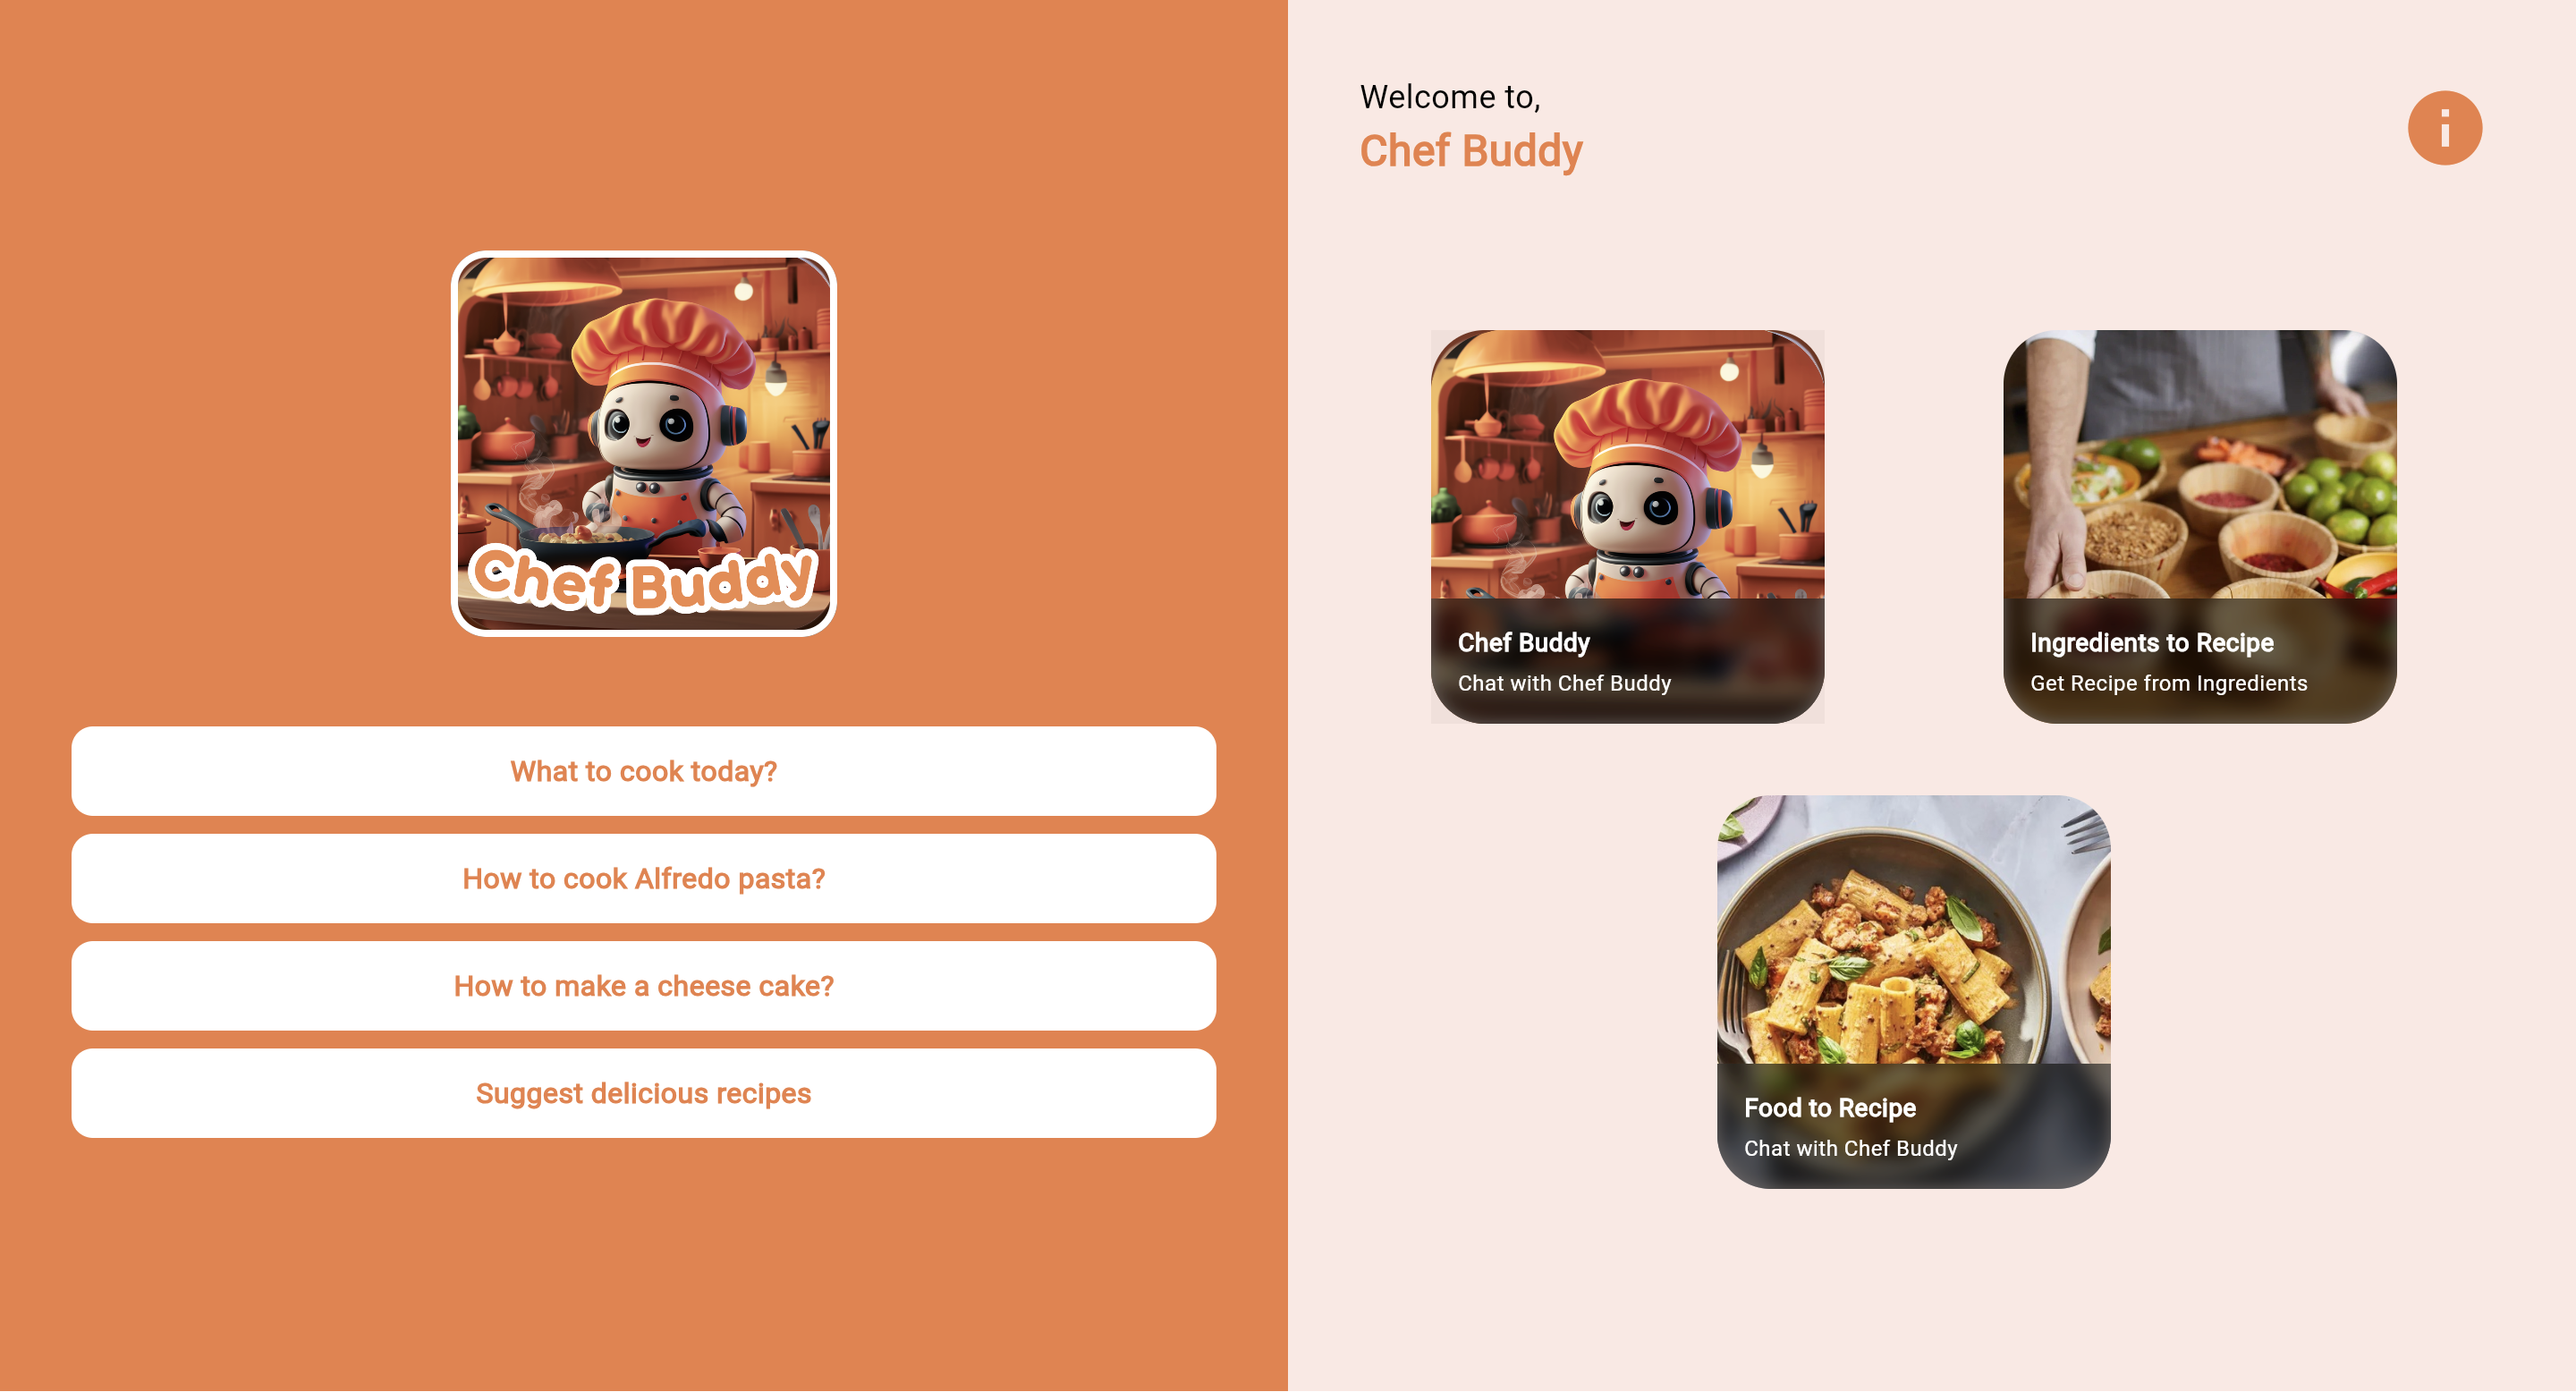 Chef Buddy
What to cook today?
How to cook Alfredo pasta?
How to make a cheese cake?
Suggest delicious recipes
Welcome to,
Chef Buddy
i
Chef Buddy
Chat with Chef Buddy
Ingredients to Recipe
Get Recipe from Ingredients
Food to Recipe
Chat with Chef Buddy